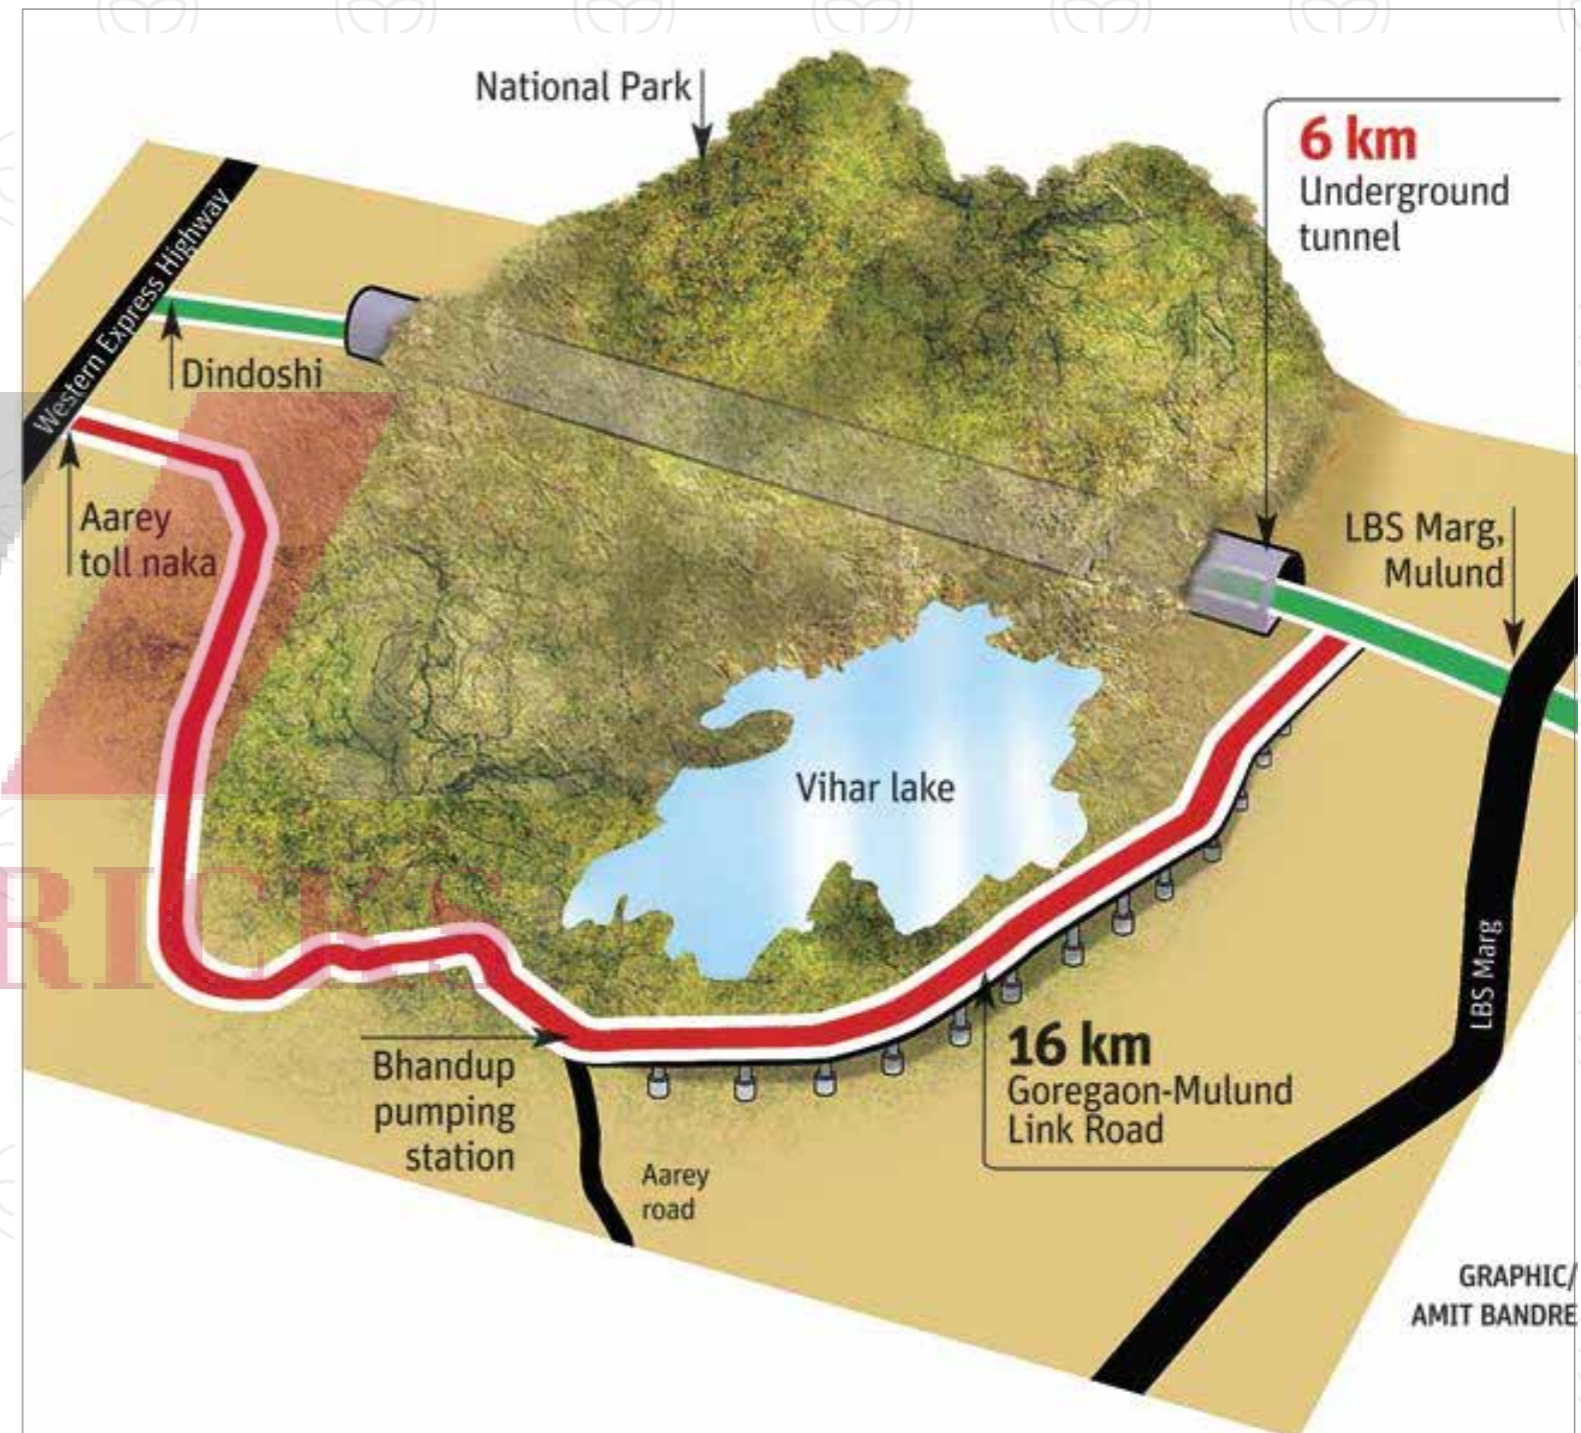 National Park
6 km
Underground
tunnel
Western Express Highway
Dindoshi
Aarey
toll naka
LBS Marg,
Mulund
Vihar lake
RICKS
LBS Marg
16 km
Goregaon-Mulund
Link Road
Bhandup
pumping
station
Aarey
road
GRAPHIC/
AMIT BANDRE